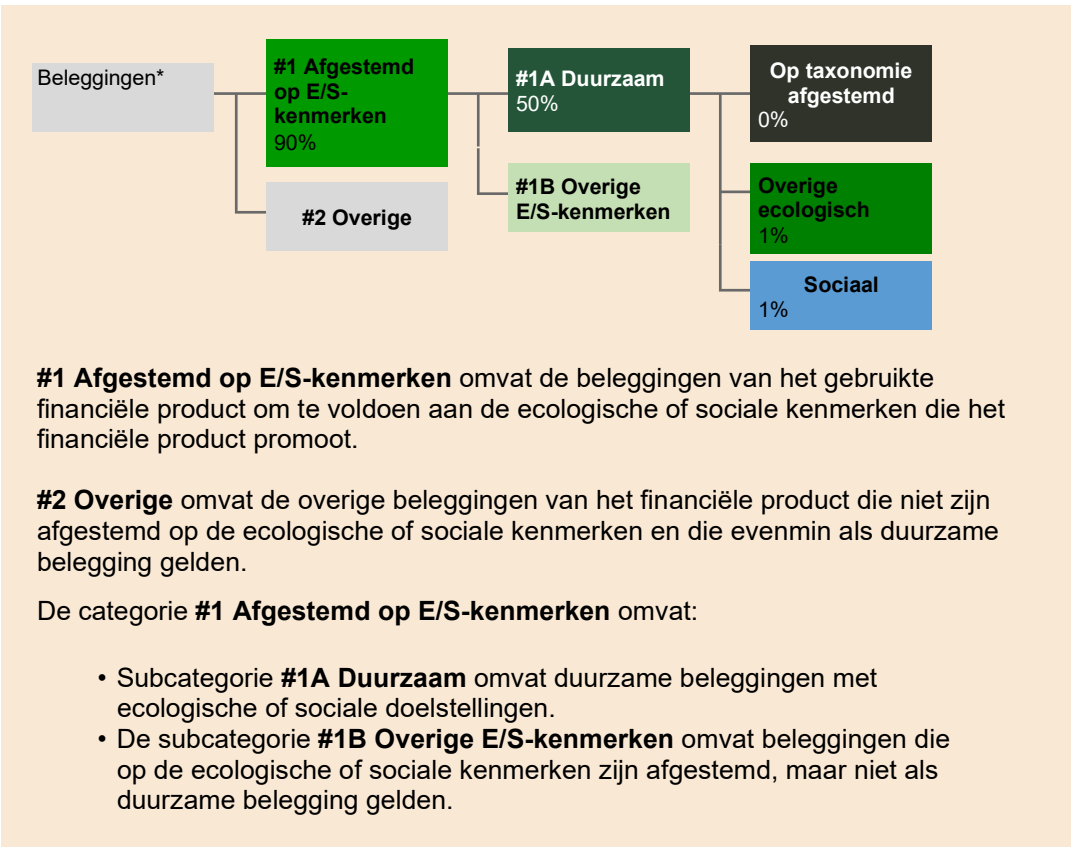 Beleggingen*
#1 Afgestemd
op E/S-
kenmerken
90%
#2 Overige
#1A Duurzaam
50%
#1B Overige
E/S-kenmerken
Op taxonomie
afgestemd
0%
Overige
ecologisch
1%
Sociaal
1%
#1 Afgestemd op E/S-kenmerken omvat de beleggingen van het gebruikte
financiële product om te voldoen aan de ecologische of sociale kenmerken die het
financiële product promoot.
#2 Overige omvat de overige beleggingen van het financiële product die niet zijn
afgestemd op de ecologische of sociale kenmerken en die evenmin als duurzame
belegging gelden.
De categorie #1 Afgestemd op E/S-kenmerken omvat:
• Subcategorie #1A Duurzaam omvat duurzame beleggingen met
ecologische of sociale doelstellingen.
• De subcategorie #1B Overige E/S-kenmerken omvat beleggingen die
op de ecologische of sociale kenmerken zijn afgestemd, maar niet als
duurzame belegging gelden.